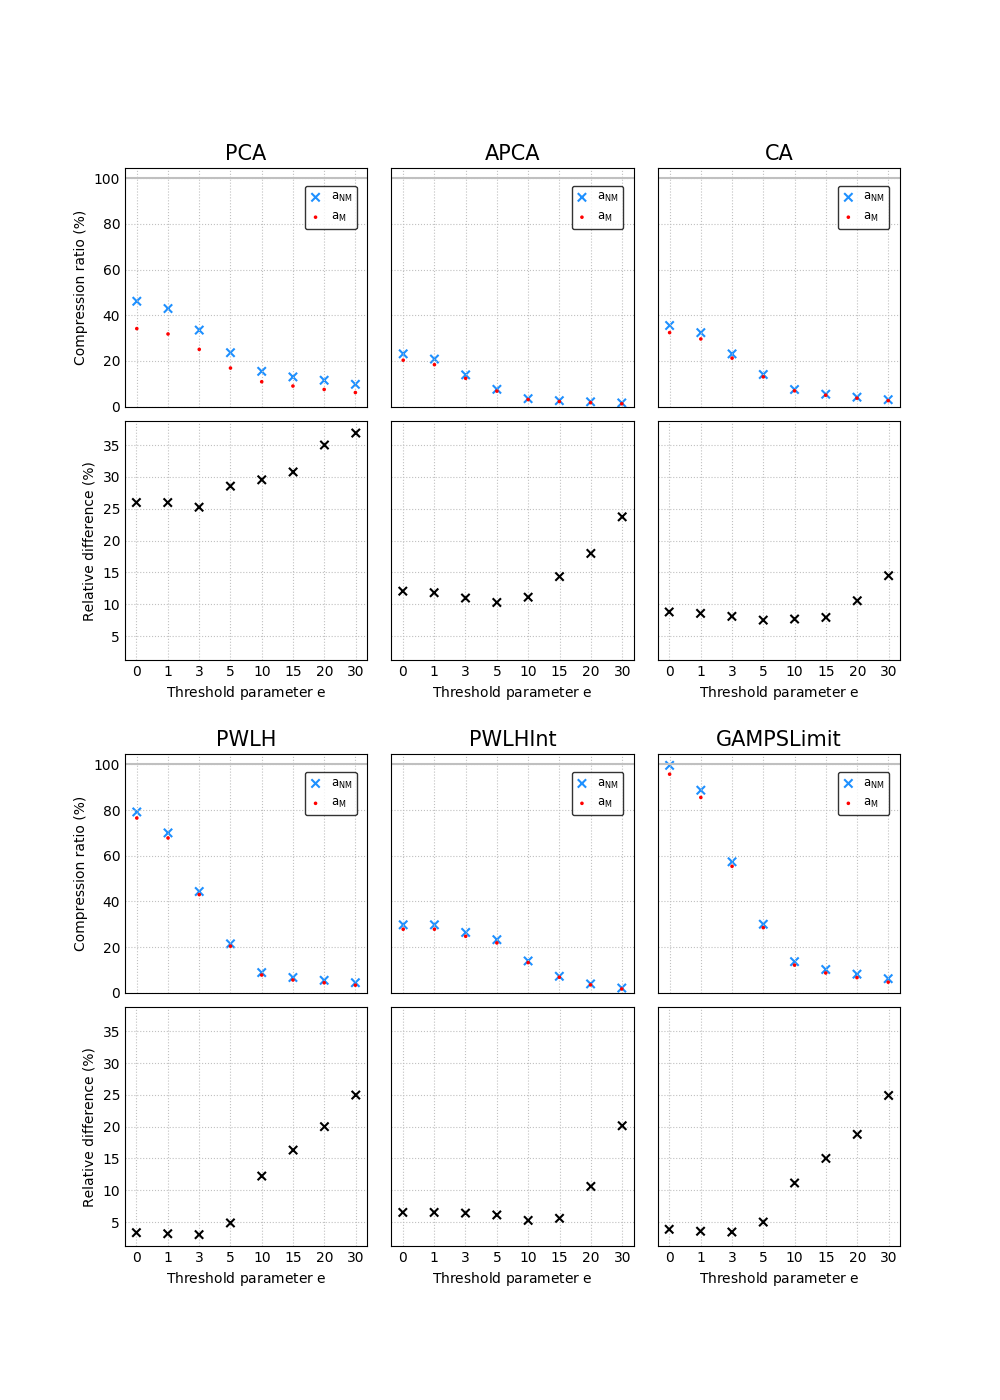 PCA APCA CA
Compression ratio (%)
100
80
60
40
20
0
aNM
aM
aNM
aM
aNM
aM
Relative difference (%)
35
30
25
20
15
10
5
0 1 3 5 10 15 20 30 0 1 3 5 10 15 20 30 0 1 3 5 10 15 20 30
Threshold parameter e Threshold parameter e Threshold parameter e
PWLH PWLHInt GAMPSLimit
Compression ratio (%)
100
80
60
40
20
0
aNM
aM
aNM
aM
aNM
aM
Relative difference (%)
35
30
25
20
15
10
5
0 1 3 5 10 15 20 30 0 1 3 5 10 15 20 30 0 1 3 5 10 15 20 30
Threshold parameter e Threshold parameter e Threshold parameter e